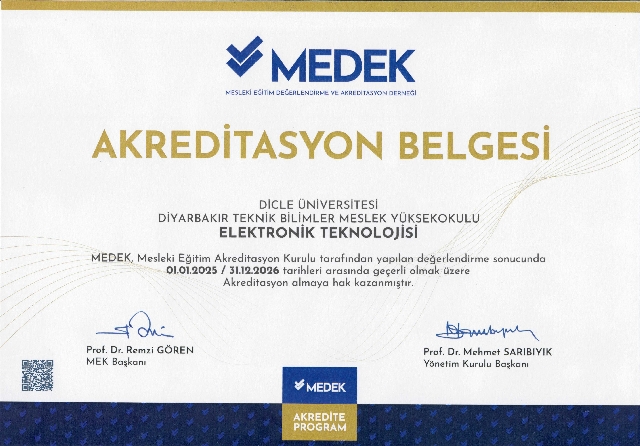 MEDEK
MESLEKİ EĞİTİM DEĞERLENDİRME VE AKREDİTASYON DERNEĞİ
AKREDİTASYON BELGESİ
DİCLE ÜNİVERSİTESİ
DİYARBAKIR TEKNİK BİLİMLER MESLEK YÜKSEKOKULU
ELEKTRONİK TEKNOLOJİSİ
MEDEK, Mesleki Eğitim Akreditasyon Kurulu tarafından yapılan değerlendirme sonucunda
01.01.2025 / 31.12.2026 tarihleri arasında geçerli olmak üzere
Akreditasyon almaya hak kazanmıştır.
Prof. Dr. Remzi GÖREN
MEK Başkanı
Prof. Dr. Mehmet SARIBIYIK
Yönetim Kurulu Başkanı
MEDEK
AKREDİTE
PROGRAM